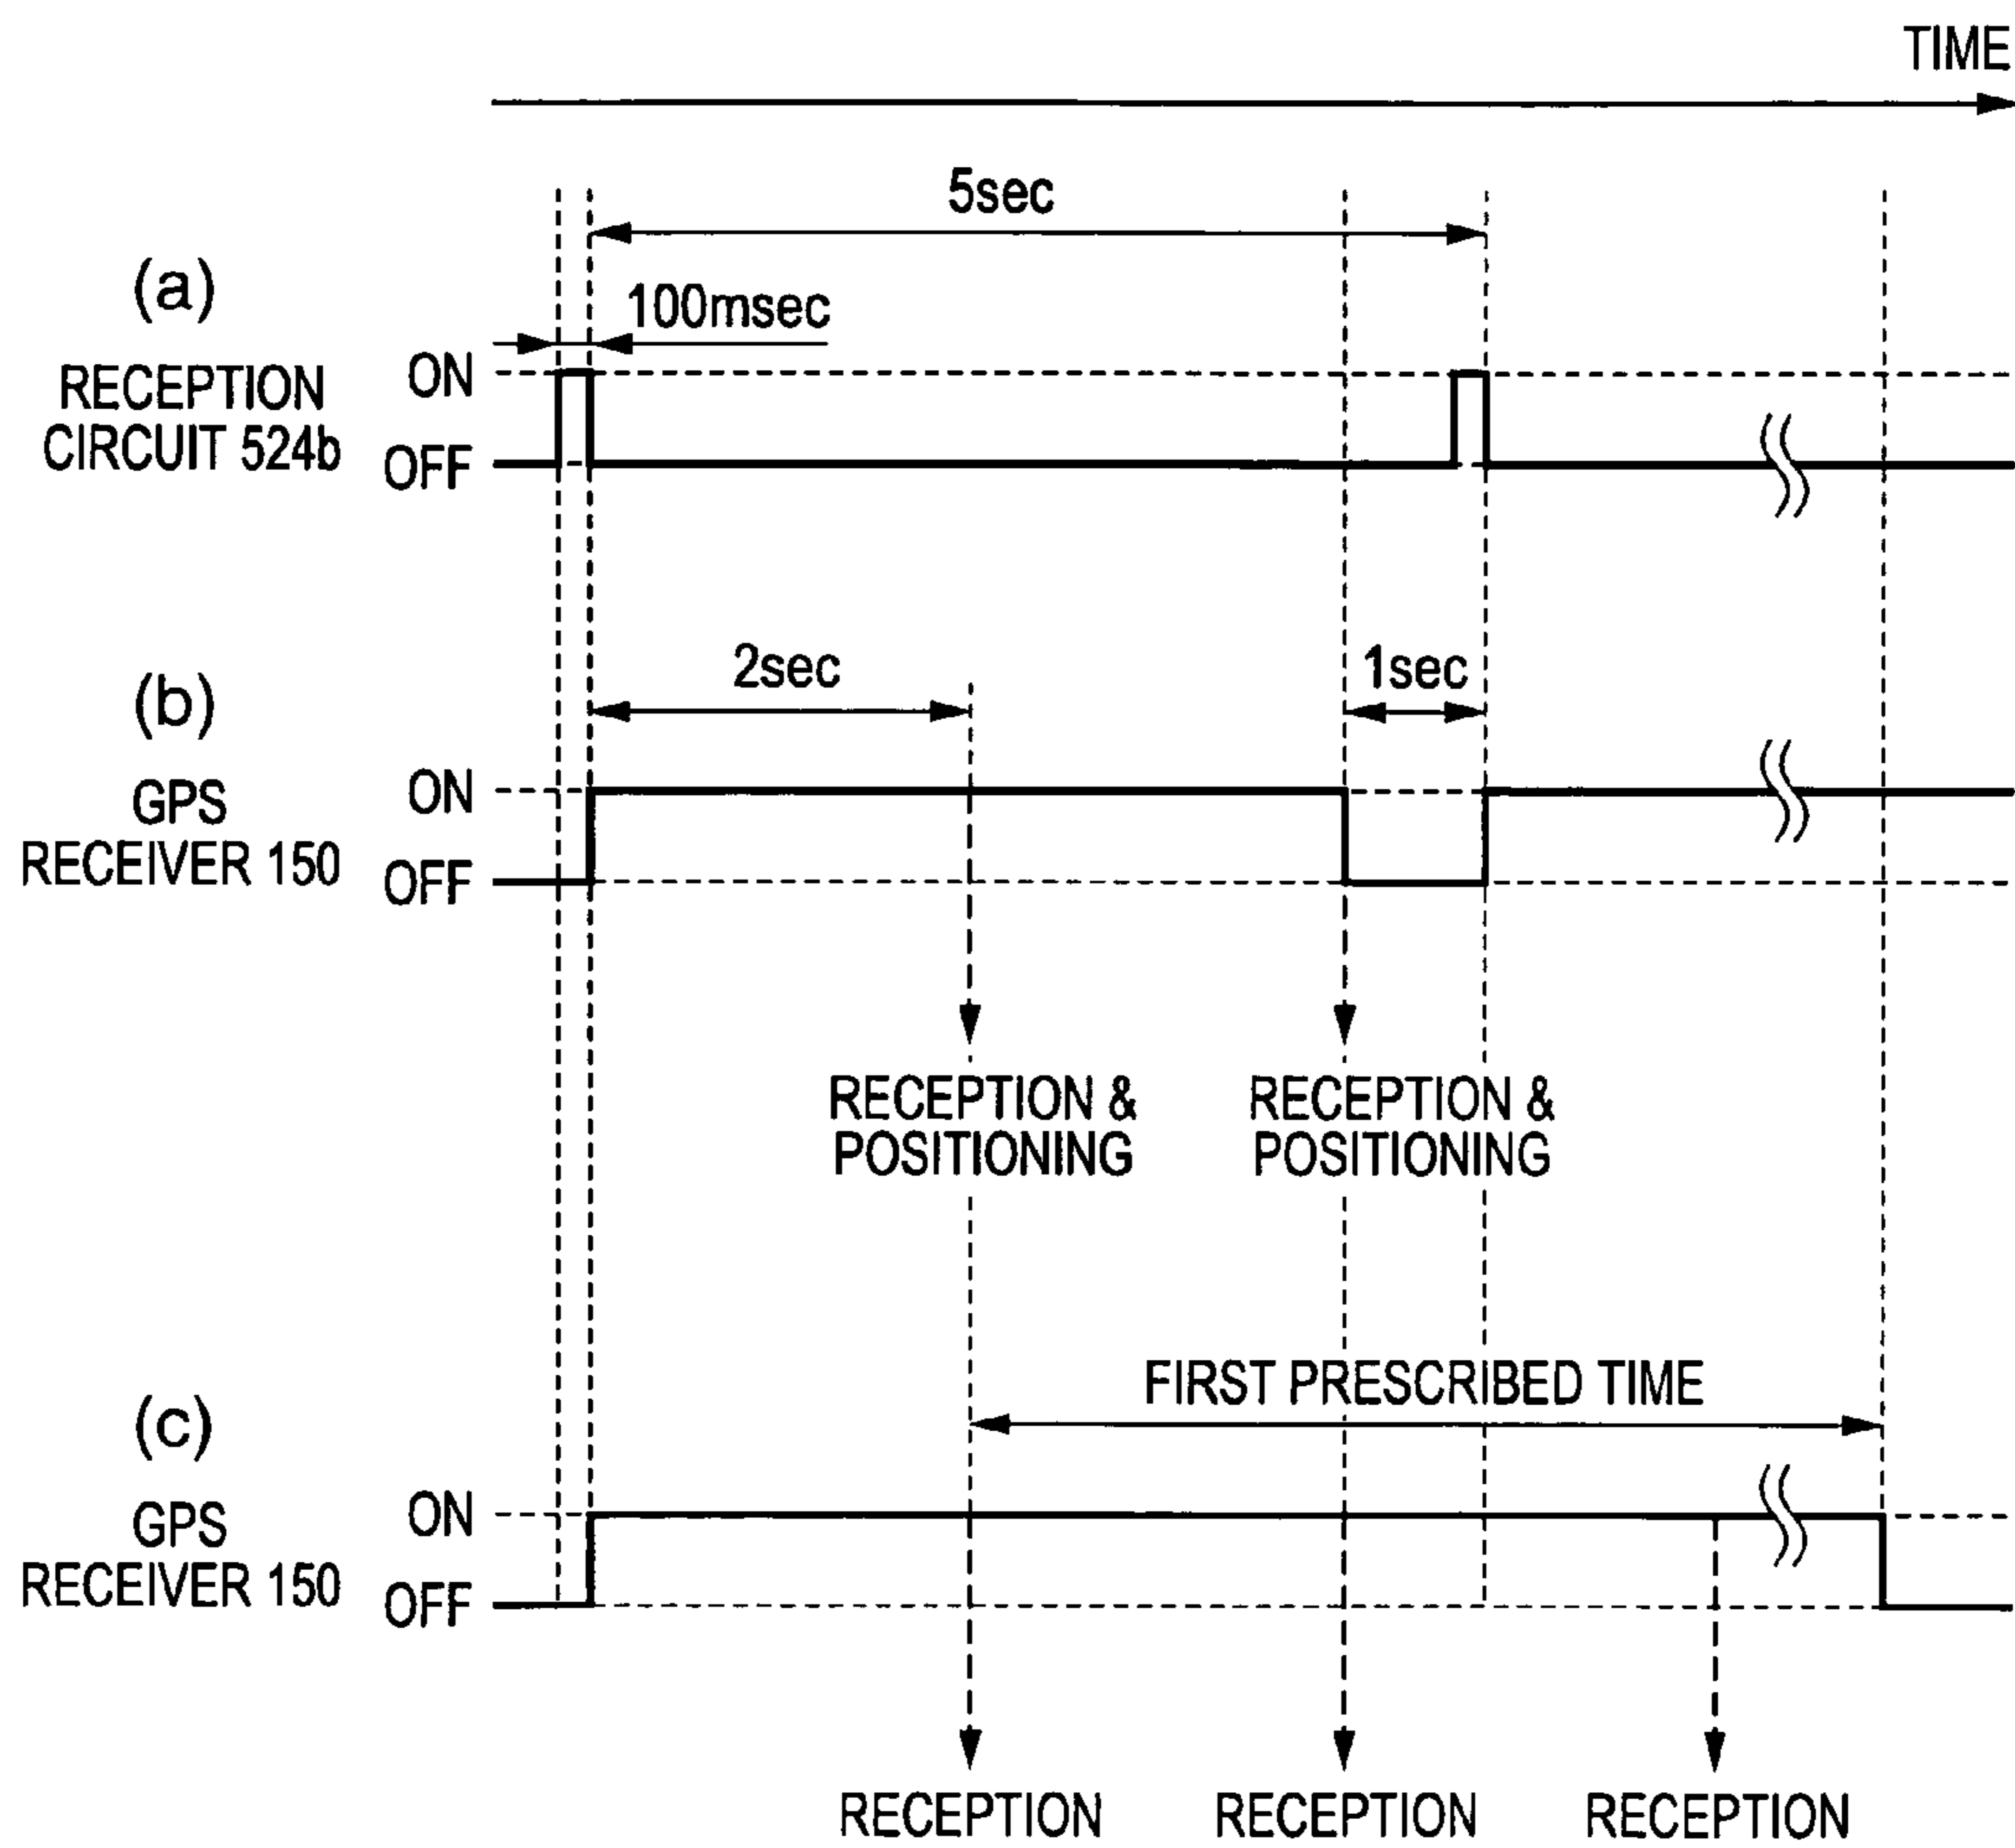 TIME
5sec
(a)
100msec
RECEPTION
CIRCUIT 524b
ON
OFF
2sec
1sec
(b)
GPS
RECEIVER 150
ON
OFF
RECEPTION &
POSITIONING
RECEPTION &
POSITIONING
FIRST PRESCRIBED TIME
(c)
GPS
RECEIVER 150
ON
OFF
RECEPTION
RECEPTION
RECEPTION